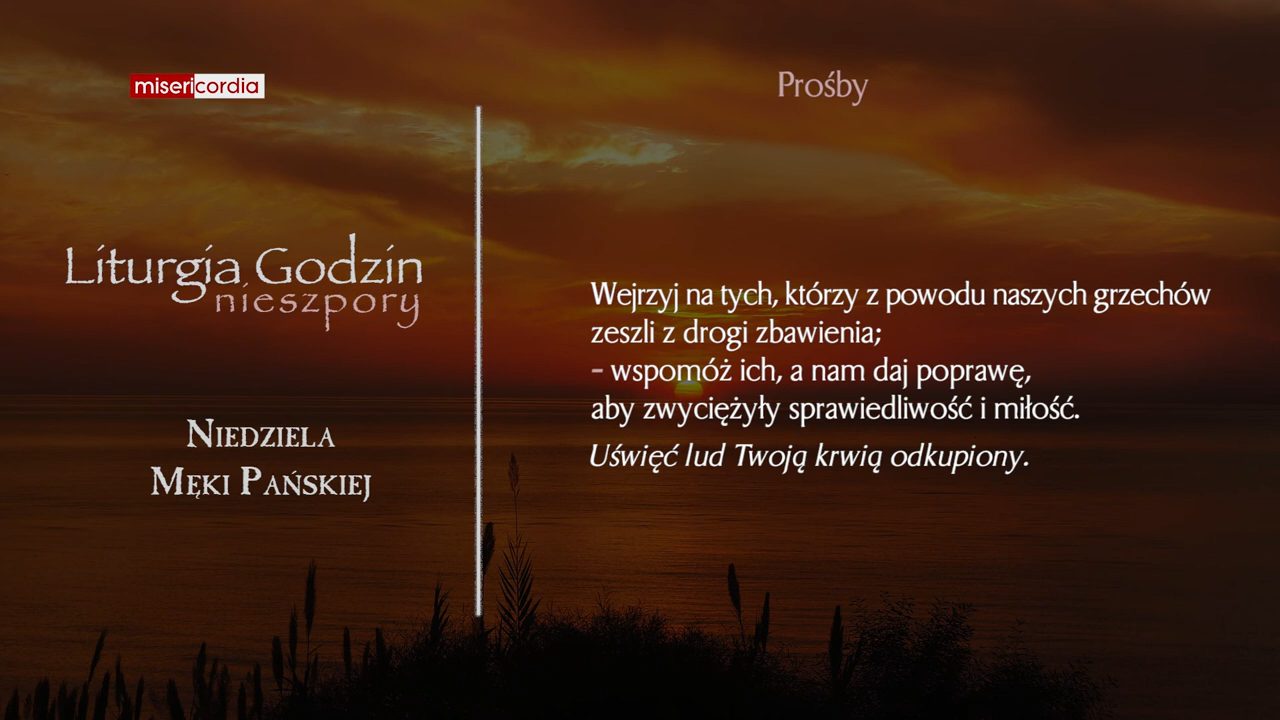 misericordia
Liturgia Godzin
nieszpory
Niedziela
Męki Pańskiej
Prośby
Wejrzyj na tych, którzy z powodu naszych grzechów
zeszli z drogi zbawienia;
- wspomóż ich, a nam daj poprawę,
aby zwyciężyły sprawiedliwość i miłość.
Uświęć lud Twoją krwią odkupiony.